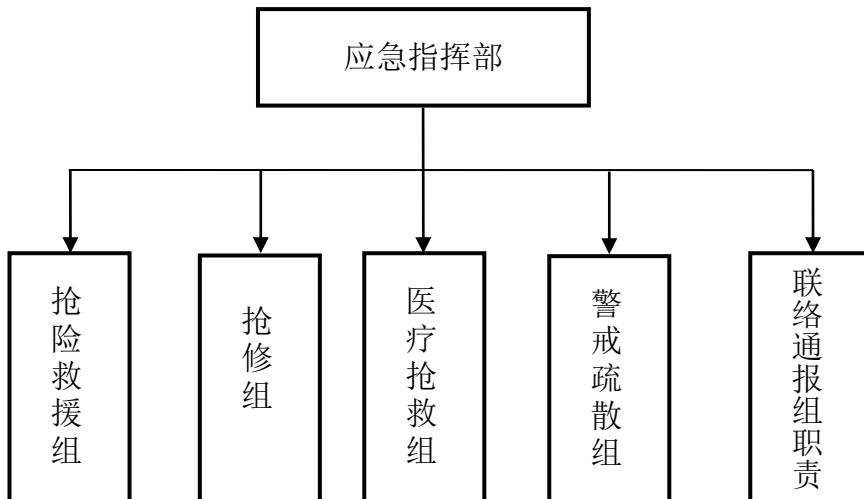 应急指挥部
抢险救援组
抢修组
医疗抢救组
警戒疏散组
联络通报组职责